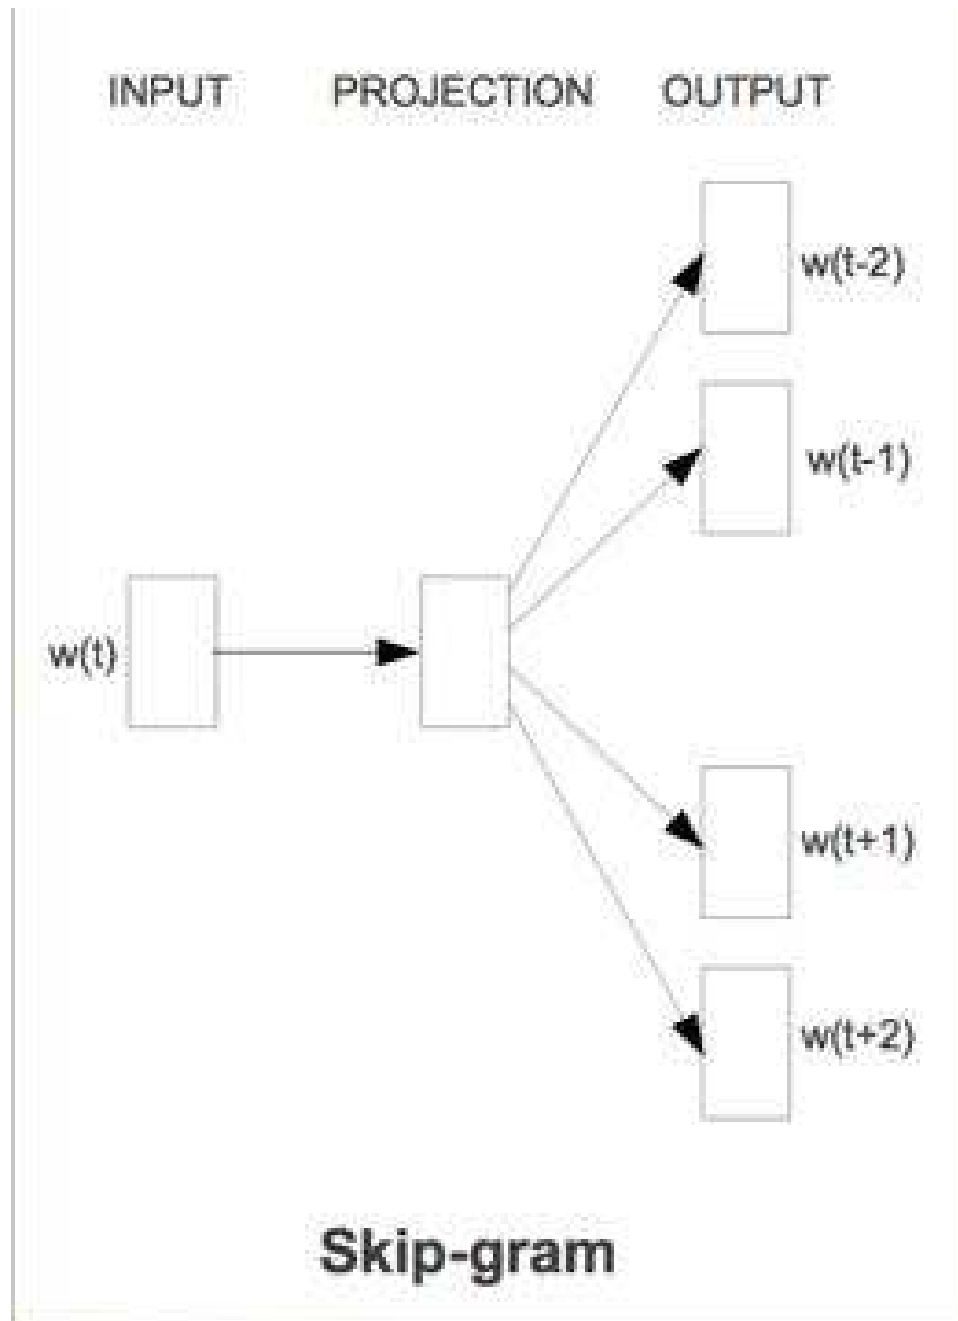 INPUT PROJECTION OUTPUT
w(t-2)
w(t-1)
w(t)
w(t+1)
w(t+2)
Skip-gram